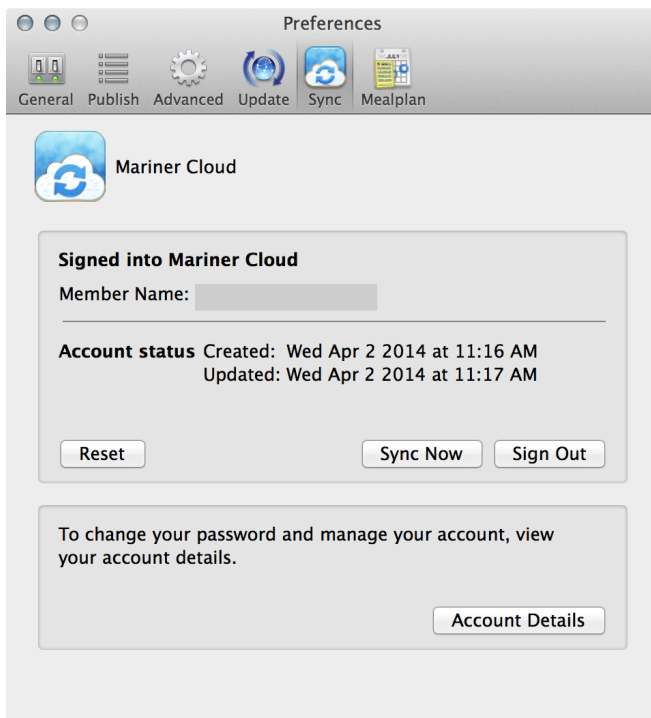 Preferences
General Publish Advanced Update Sync Mealplan
Mariner Cloud
Signed into Mariner Cloud
Member Name:
Account status Created: Wed Apr 2 2014 at 11:16 AM
Updated: Wed Apr 2 2014 at 11:17 AM
Reset Sync Now Sign Out
To change your password and manage your account, view
your account details.
Account Details